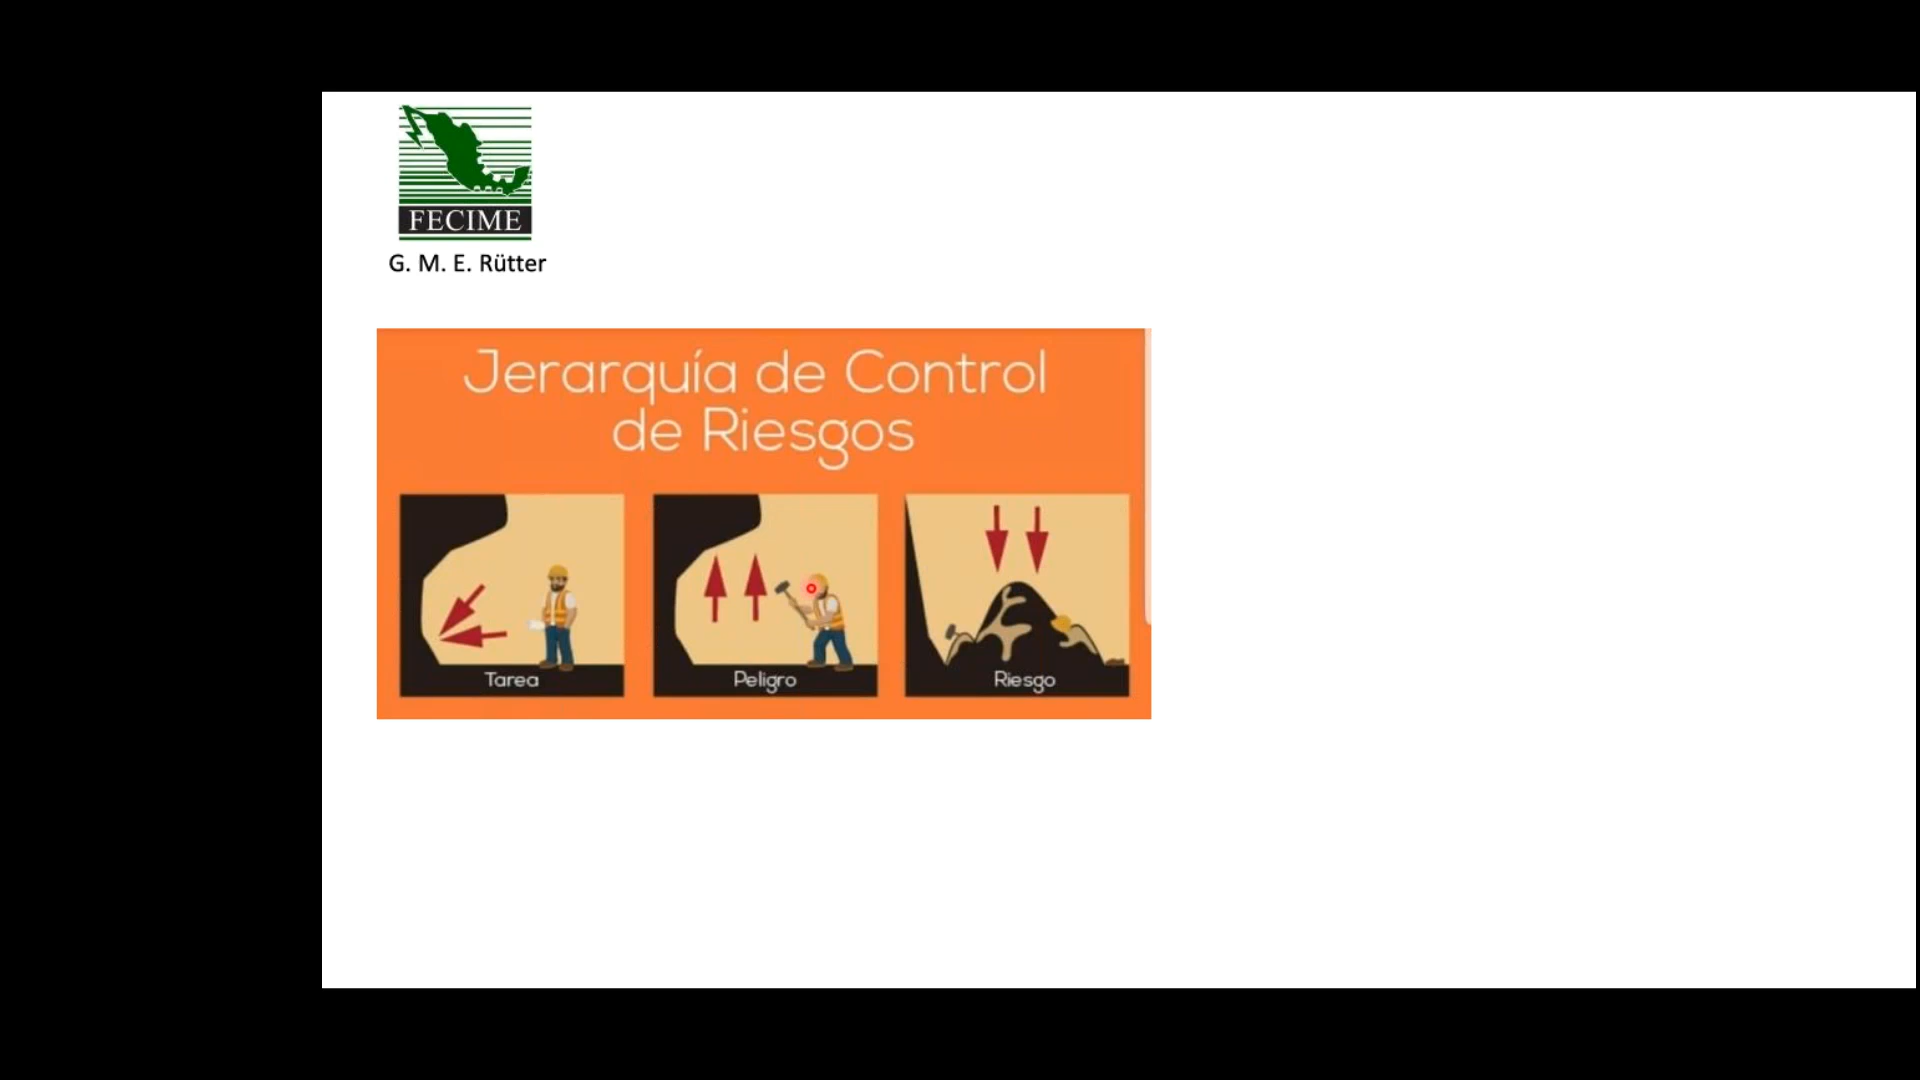 FECIME
G. M. E. Rütter
Jerarquía de Control
de Riesgos
Tarea
Peligro
Riesgo